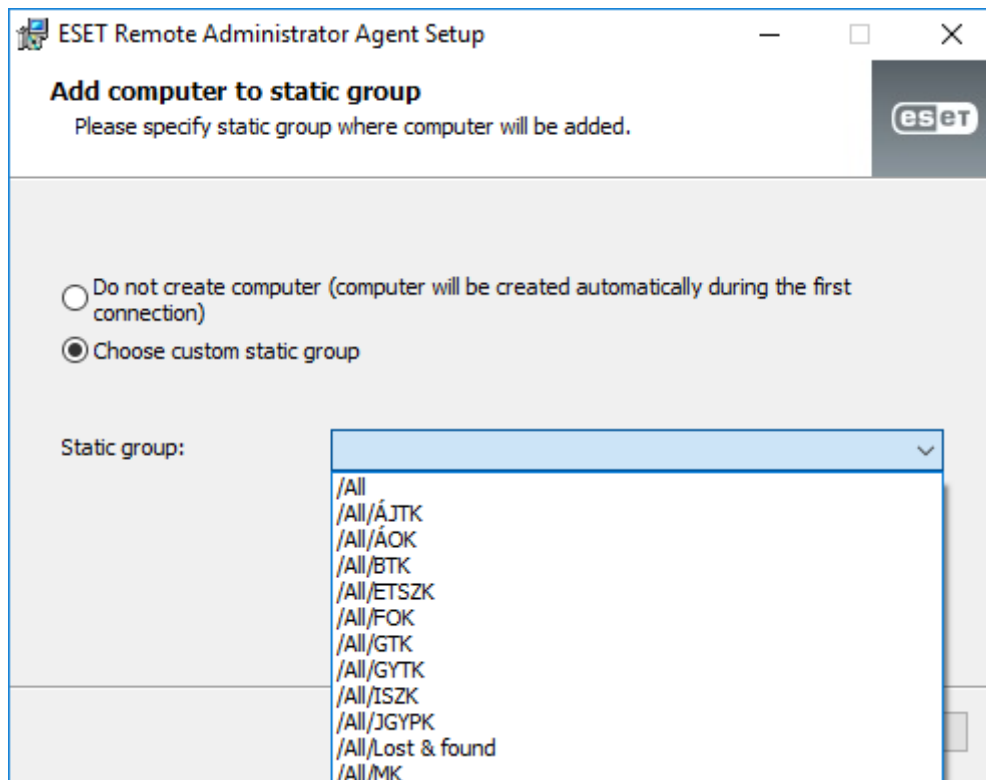 ESET Remote Administrator Agent Setup
Add computer to static group
Please specify static group where computer will be added.
eseT
Do not create computer (computer will be created automatically during the first
connection)
Choose custom static group
Static group:
/All
/All/ÁJTK
/All/ÁOK
/All/BTK
/All/ETSZK
/All/FOK
/All/GTK
/All/GYTK
/All/ISZK
/All/JGYPK
/All/Lost & found
/All/MK